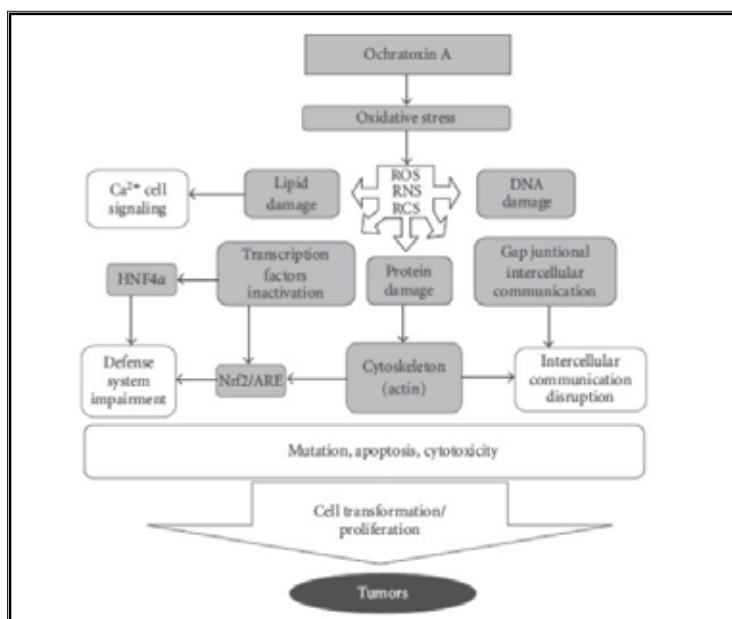 Ochratoxin A
Oxidative stress
ROS
RNS
RCS
Lipid
damage
DNA
damage
Ca²⁺ cell
signaling
Transcription
factors
inactivation
HNF4α
Protein
damage
Gap juntional
intercellular
communication
Defense
system
impairment
Nrf2/ARE
Cytoskeleton
(actin)
Intercellular
communication
disruption
Mutation, apoptosis, cytotoxicity
Cell transformation/
proliferation
Tumors